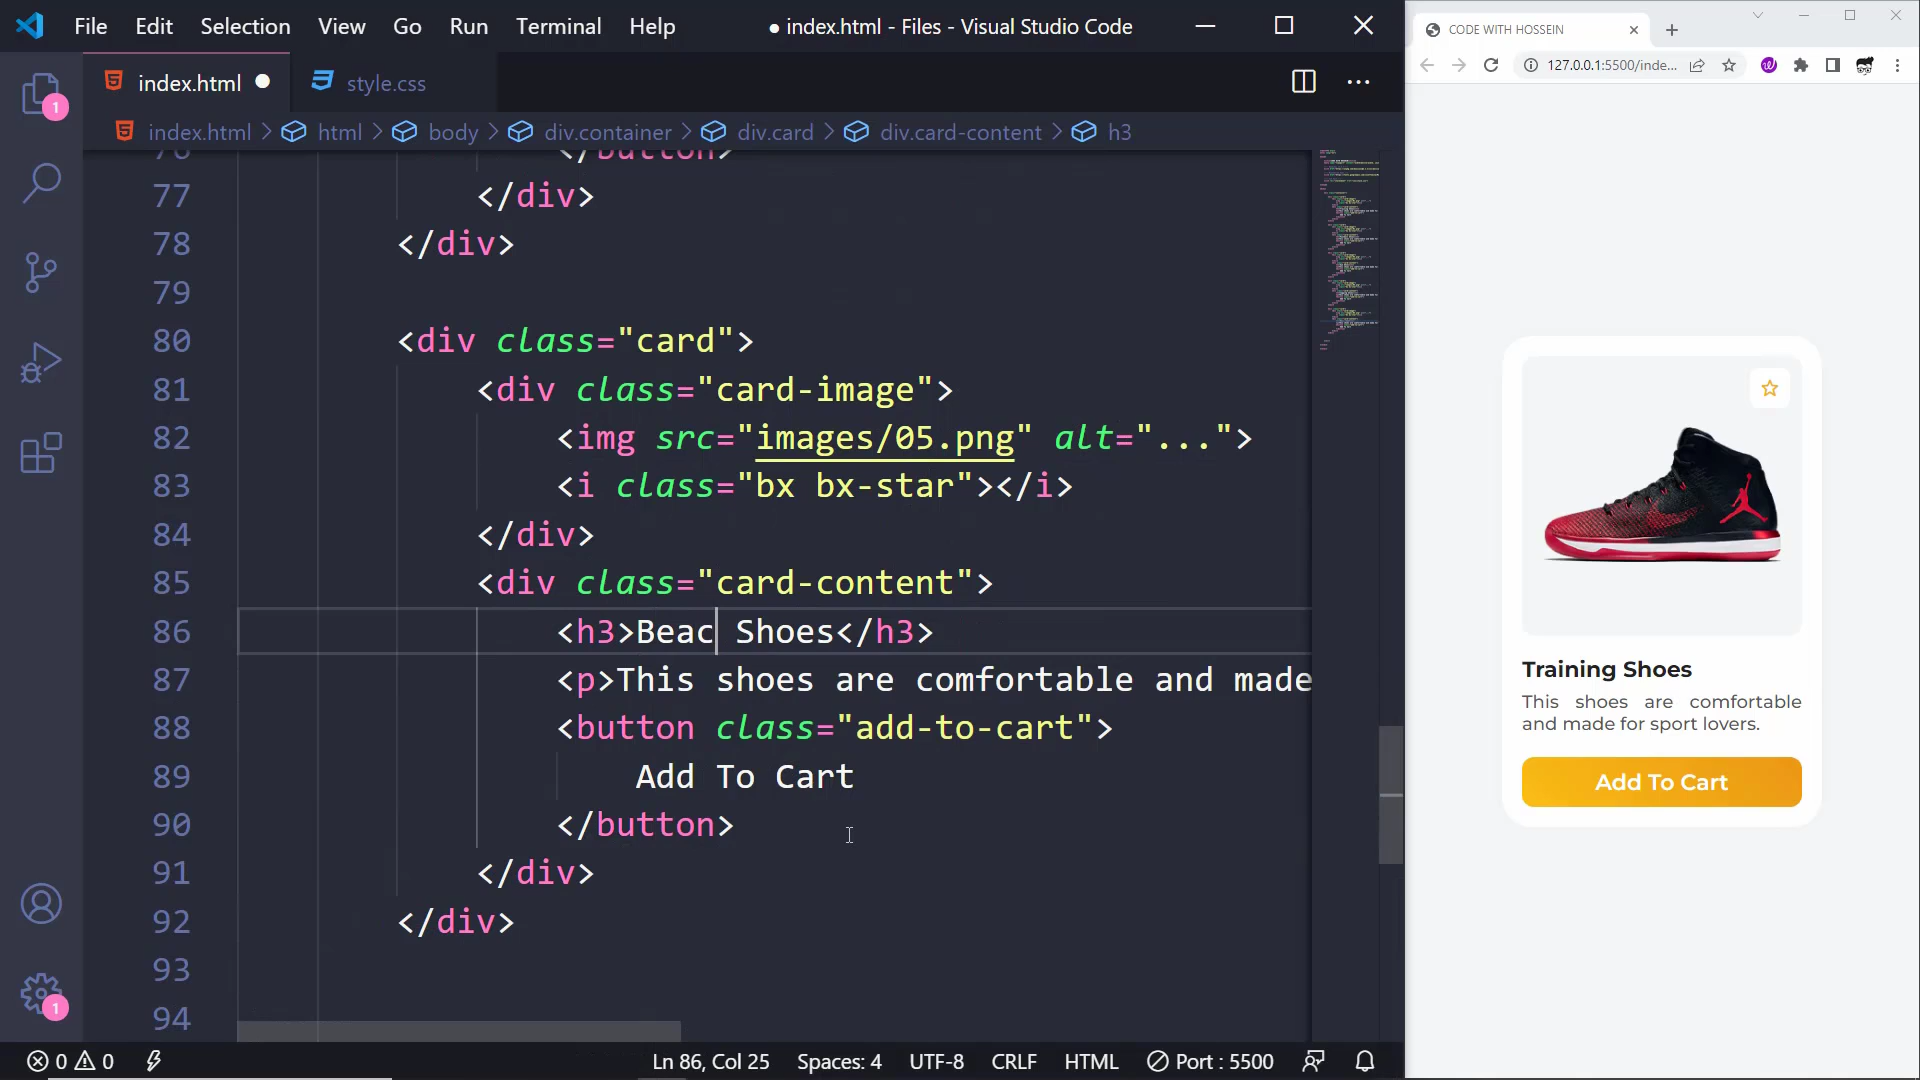 File Edit Selection View Go Run Terminal Help
● index.html - Files - Visual Studio Code
index.html ● style.css
index.html > html > body > div.container > div.card > div.card-content > h3
76 </button>
77 </div>
78 </div>
79
80 <div class="card">
81 <div class="card-image">
82 <img src="images/05.png" alt="...">
83 <i class="bx bx-star"></i>
84 </div>
85 <div class="card-content">
86 <h3>Beac Shoes</h3>
87 <p>This shoes are comfortable and made
88 <button class="add-to-cart">
89 Add To Cart
90 </button>
91 </div>
92 </div>
93
94
1
1
0 0 Ln 86, Col 25 Spaces: 4 UTF-8 CRLF HTML Port : 5500
CODE WITH HOSSEIN
127.0.0.1:5500/inde...
Training Shoes
This shoes are comfortable
and made for sport lovers.
Add To Cart